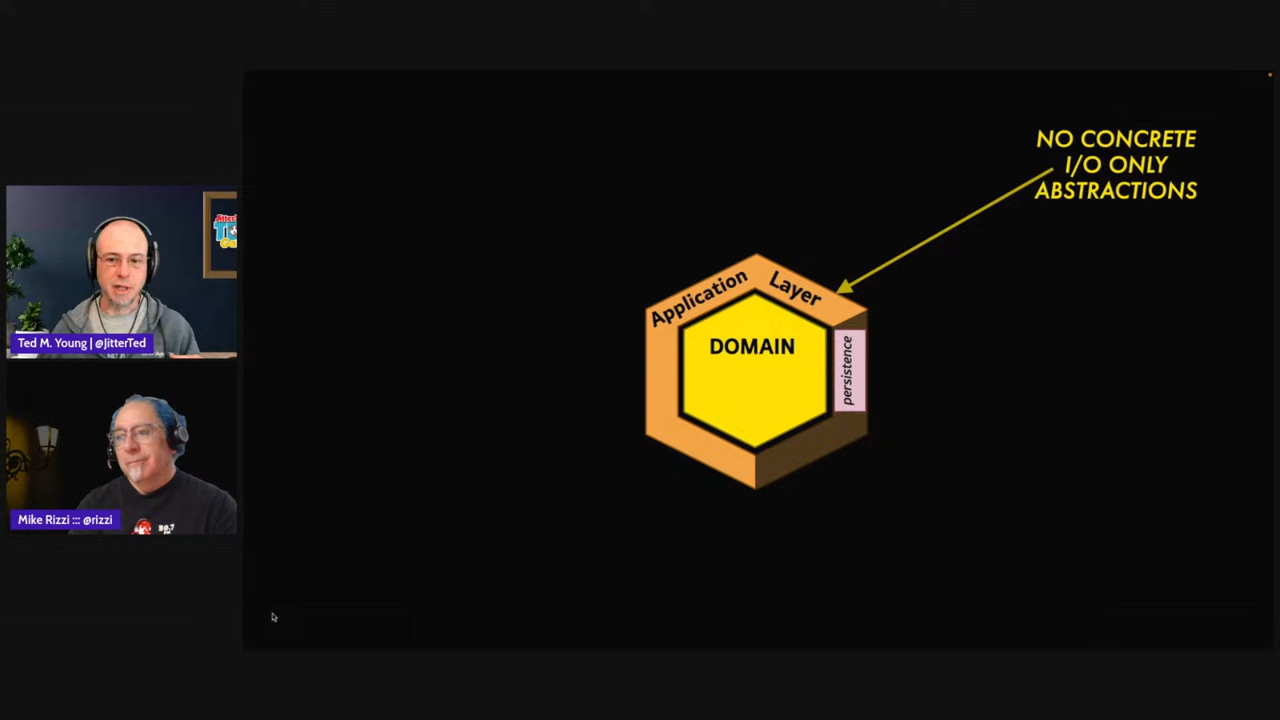 NO CONCRETE
I/O ONLY
ABSTRACTIONS
Application Layer
DOMAIN
persistence
Ted M. Young | @JitterTed
Mike Rizzi ::: @rizzi